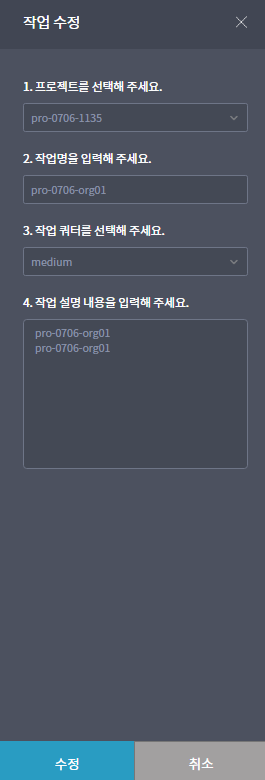 작업 수정
1. 프로젝트를 선택해 주세요.
pro-0706-1135
2. 작업명을 입력해 주세요.
pro-0706-org01
3. 작업 쿼터를 선택해 주세요.
medium
4. 작업 설명 내용을 입력해 주세요.
pro-0706-org01
pro-0706-org01
수정
취소